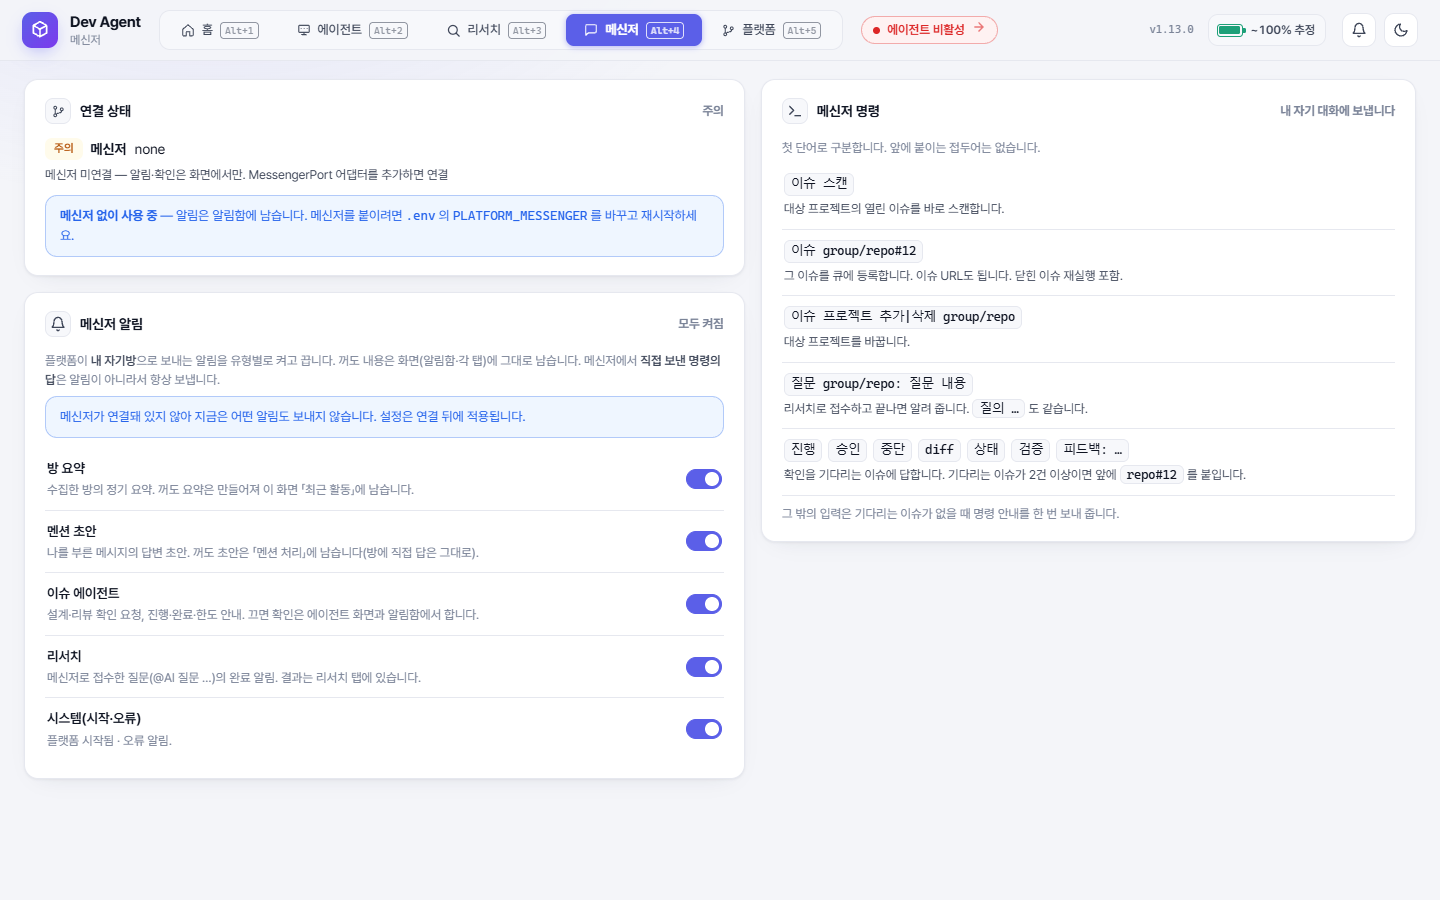 Dev Agent
메신저
홈 Alt+1
에이전트 Alt+2
리서치 Alt+3
메신저 Alt+4
플랫폼 Alt+5
에이전트 비활성 →
v1.13.0
~100% 추정
연결 상태
주의
주의 메신저 none
메신저 미연결 — 알림·확인은 화면에서만. MessengerPort 어댑터를 추가하면 연결
메신저 없이 사용 중 — 알림은 알림함에 남습니다. 메신저를 붙이려면 .env 의 PLATFORM_MESSENGER 를 바꾸고 재시작하세
요.
메신저 알림
모두 켜짐
플랫폼이 내 자기방으로 보내는 알림을 유형별로 켜고 끕니다. 꺼도 내용은 화면(알림함·각 탭)에 그대로 남습니다. 메신저에서 직접 보낸 명령의
답은 알림이 아니라서 항상 보냅니다.
메신저가 연결돼 있지 않아 지금은 어떤 알림도 보내지 않습니다. 설정은 연결 뒤에 적용됩니다.
방 요약
수집한 방의 정기 요약. 꺼도 요약은 만들어져 이 화면 「최근 활동」에 남습니다.
멘션 초안
나를 부른 메시지의 답변 초안. 꺼도 초안은 「멘션 처리」에 남습니다(방에 직접 답은 그대로).
이슈 에이전트
설계·리뷰 확인 요청, 진행·완료·한도 안내. 끄면 확인은 에이전트 화면과 알림함에서 합니다.
리서치
메신저로 접수한 질문(@AI 질문 …)의 완료 알림. 결과는 리서치 탭에 있습니다.
시스템(시작·오류)
플랫폼 시작됨 · 오류 알림.
메신저 명령
내 자기 대화에 보냅니다
첫 단어로 구분합니다. 앞에 붙이는 접두어는 없습니다.
이슈 스캔
대상 프로젝트의 열린 이슈를 바로 스캔합니다.
이슈 group/repo#12
그 이슈를 큐에 등록합니다. 이슈 URL도 됩니다. 닫힌 이슈 재실행 포함.
이슈 프로젝트 추가|삭제 group/repo
대상 프로젝트를 바꿉니다.
질문 group/repo: 질문 내용
리서치로 접수하고 끝나면 알려 줍니다. 질의 … 도 같습니다.
진행 승인 중단 diff 상태 검증 피드백: …
확인을 기다리는 이슈에 답합니다. 기다리는 이슈가 2건 이상이면 앞에 repo#12 를 붙입니다.
그 밖의 입력은 기다리는 이슈가 없을 때 명령 안내를 한 번 보내 줍니다.